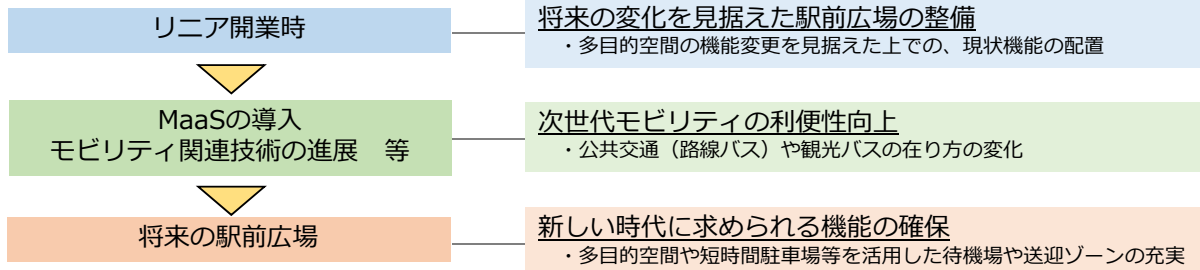 リニア開業時
将来の変化を見据えた駅前広場の整備
・多目的空間の機能変更を見据えた上での、現状機能の配置
MaaSの導入
モビリティ関連技術の進展　等
次世代モビリティの利便性向上
・公共交通（路線バス）や観光バスの在り方の変化
将来の駅前広場
新しい時代に求められる機能の確保
・多目的空間や短時間駐車場等を活用した待機場や送迎ゾーンの充実